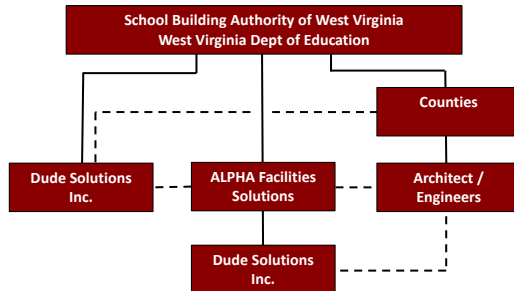 School Building Authority of West Virginia
West Virginia Dept of Education
Counties
Dude Solutions
Inc.
ALPHA Facilities
Solutions
Architect /
Engineers
Dude Solutions
Inc.